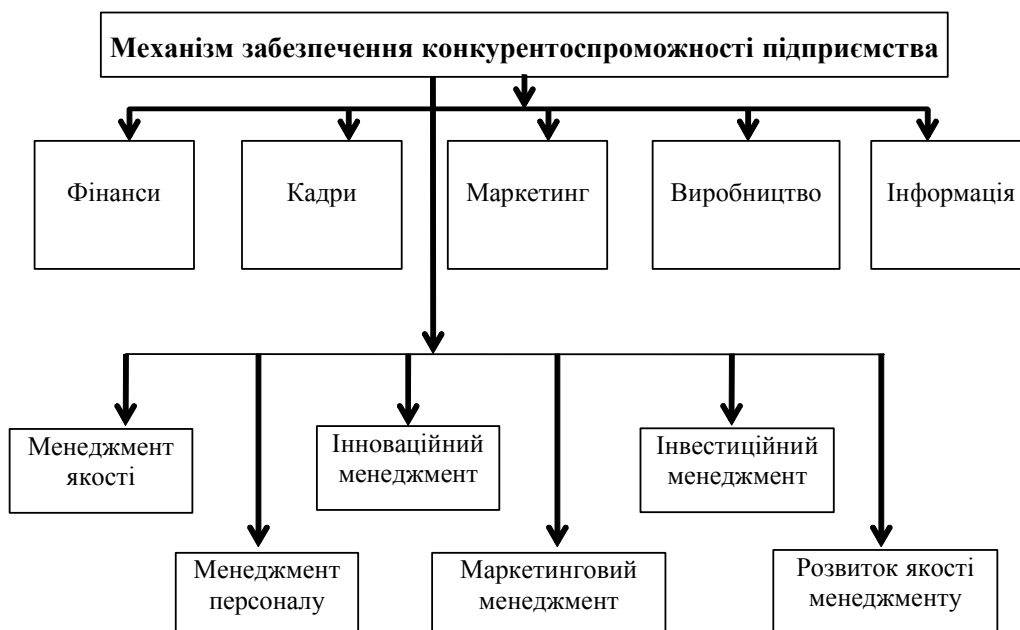 Механізм забезпечення конкурентоспроможності підприємства
Фінанси
Кадри
Маркетинг
Виробництво
Інформація
Менеджмент
якості
Інноваційний
менеджмент
Інвестиційний
менеджмент
Менеджмент
персоналу
Маркетинговий
менеджмент
Розвиток якості
менеджменту